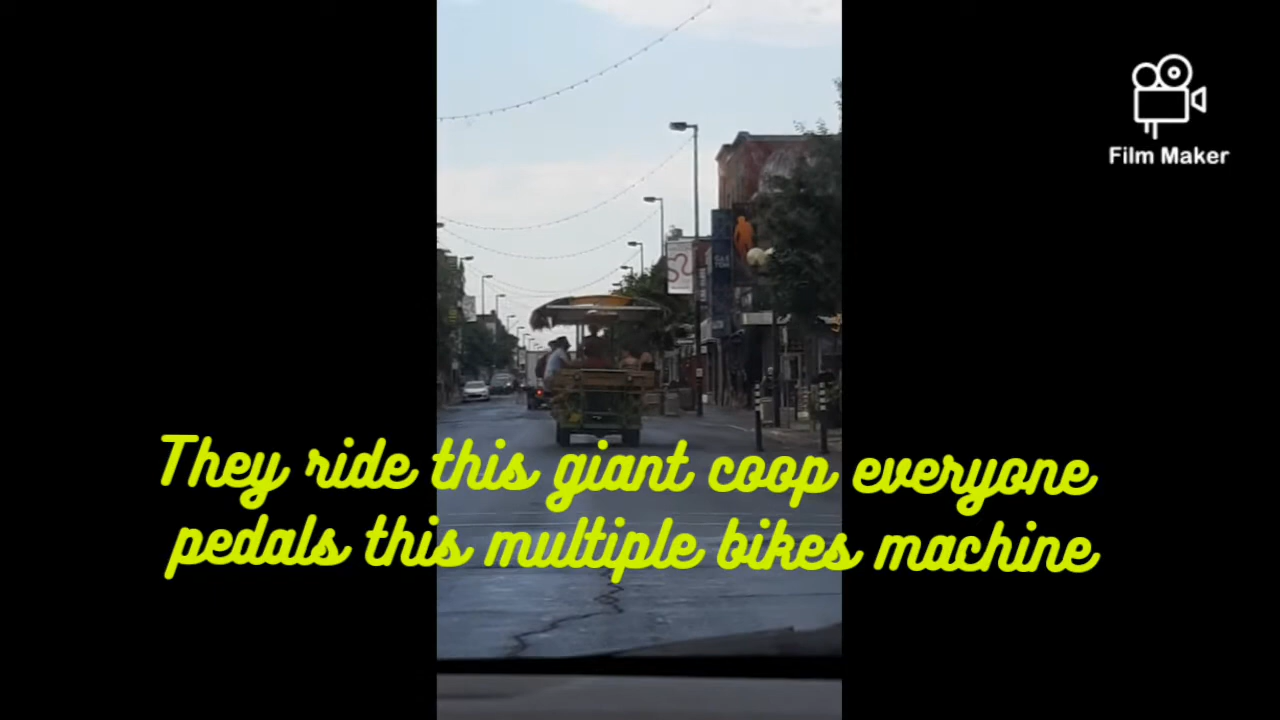 Film Maker
They ride this giant coop everyone
pedals this multiple bikes machine